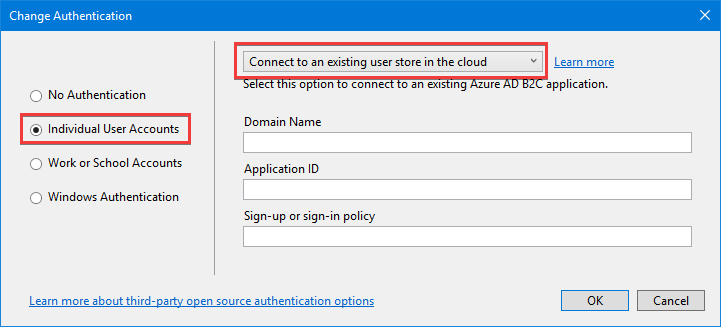 Change Authentication
No Authentication
Individual User Accounts
Work or School Accounts
Windows Authentication
Connect to an existing user store in the cloud
Learn more
Select this option to connect to an existing Azure AD B2C application.
Domain Name
Application ID
Sign-up or sign-in policy
Learn more about third-party open source authentication options
OK
Cancel